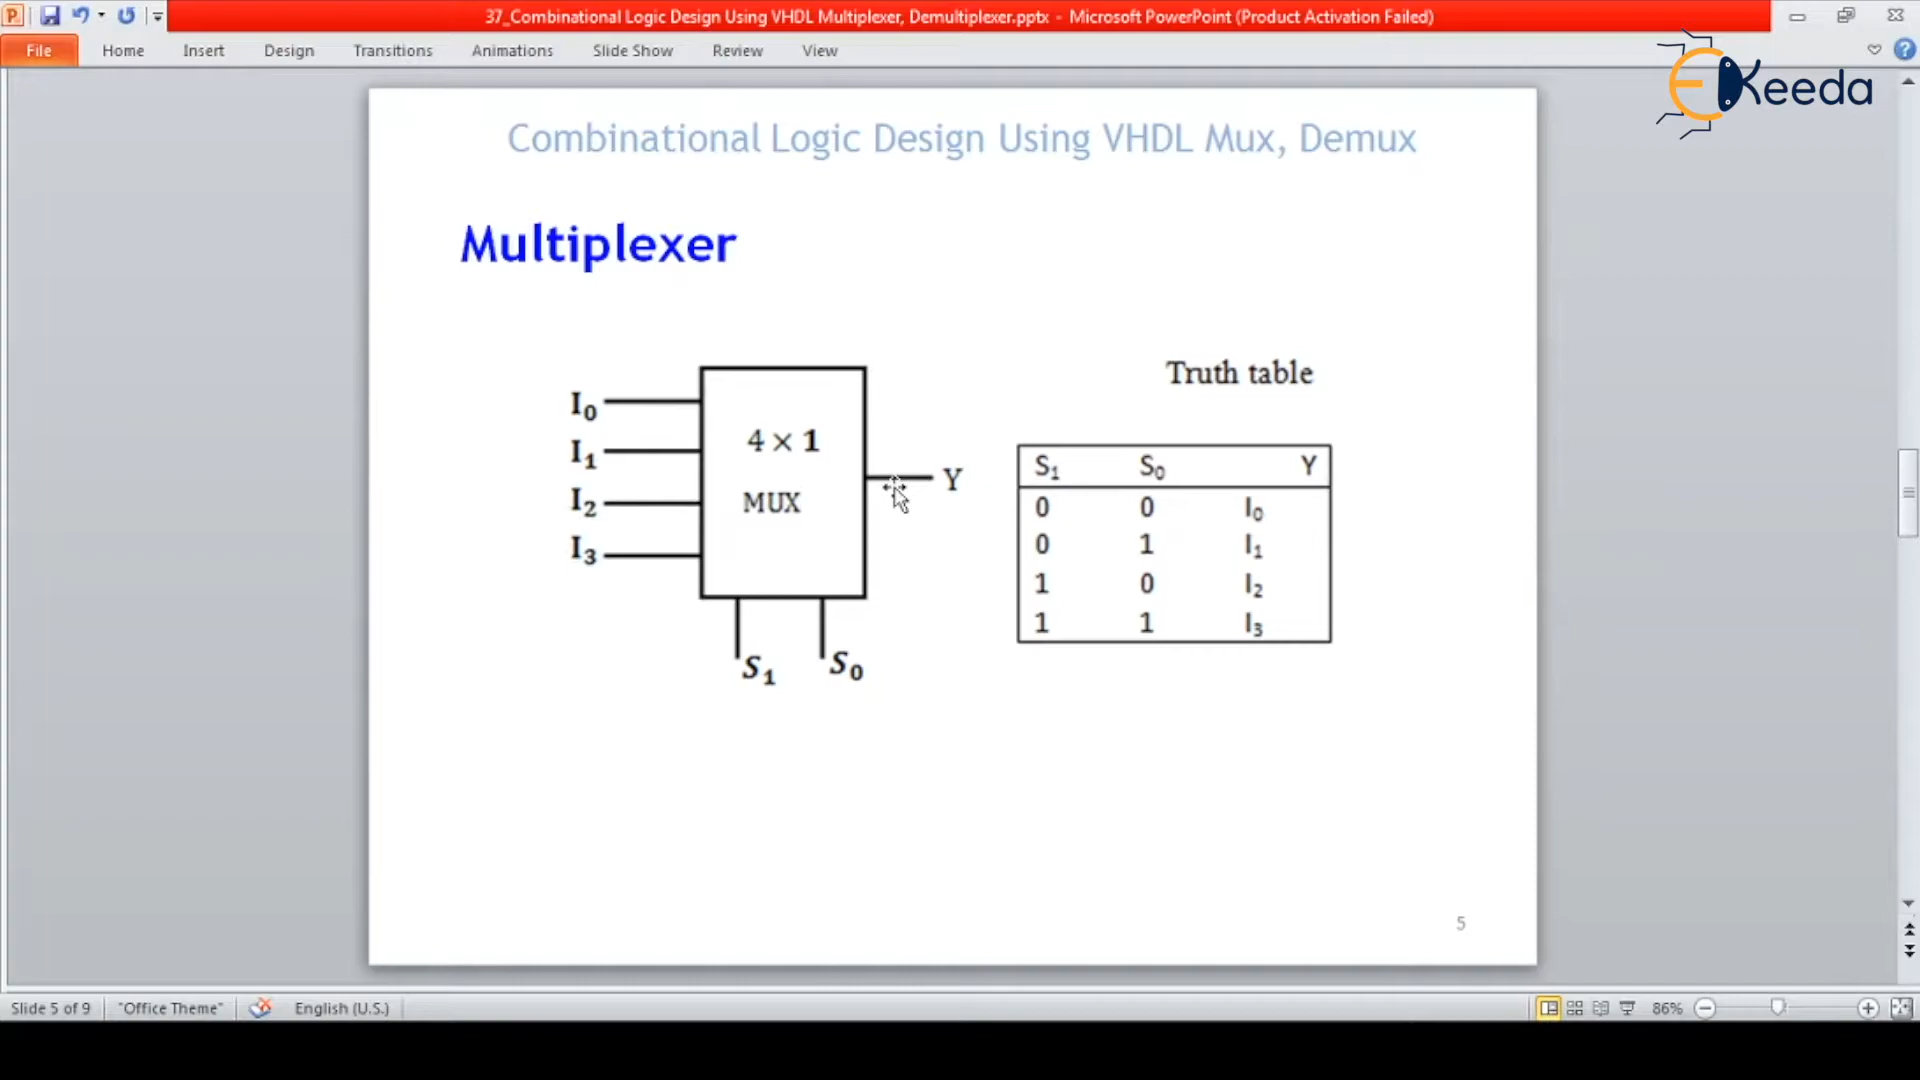 37_Combinational Logic Design Using VHDL Multiplexer, Demultiplexer.pptx - Microsoft PowerPoint (Product Activation Failed)
File Home Insert Design Transitions Animations Slide Show Review View
EKeeda
Combinational Logic Design Using VHDL Mux, Demux
Multiplexer
Truth table
I₀
I₁
I₂
I₃
4 × 1
MUX
Y
S₁ S₀
S₁ S₀ Y
0 0 I₀
0 1 I₁
1 0 I₂
1 1 I₃
5
Slide 5 of 9 "Office Theme" English (U.S.) 86%